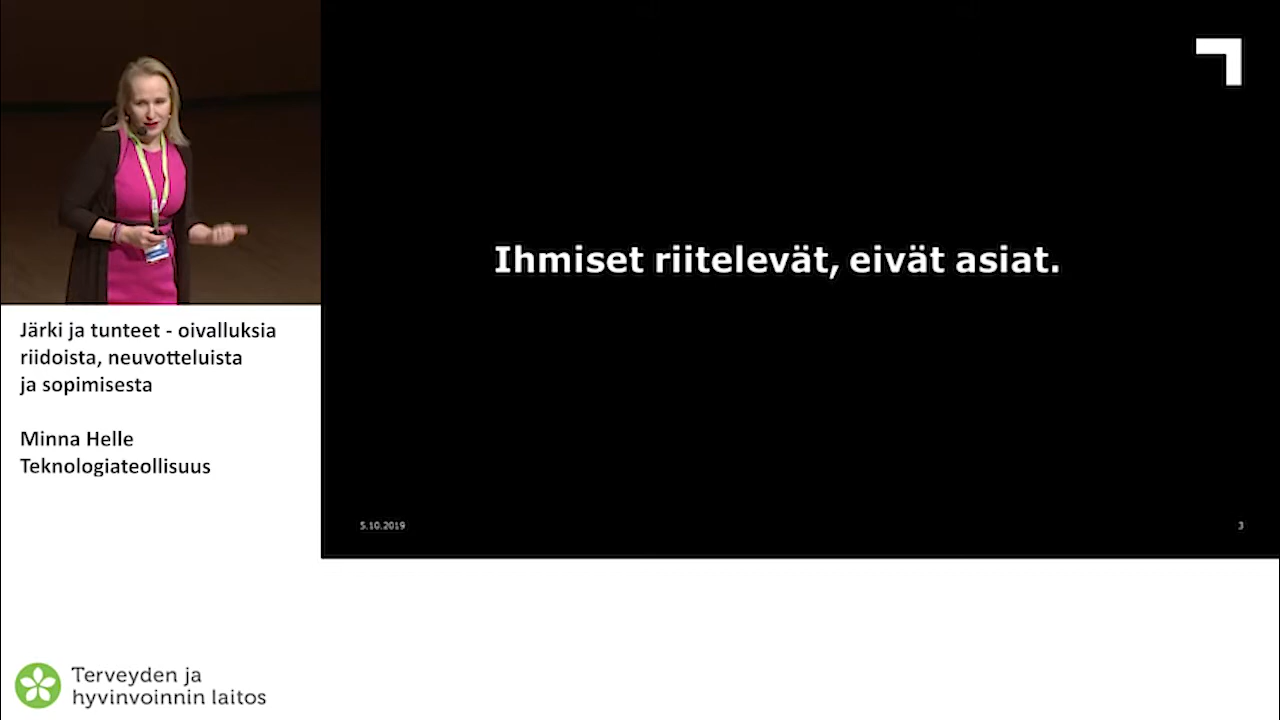 Ihmiset riitelevät, eivät asiat.
Järki ja tunteet - oivalluksia
riidoista, neuvotteluista
ja sopimisesta
Minna Helle
Teknologiateollisuus
5.10.2019
3
Terveyden ja
hyvinvoinnin laitos